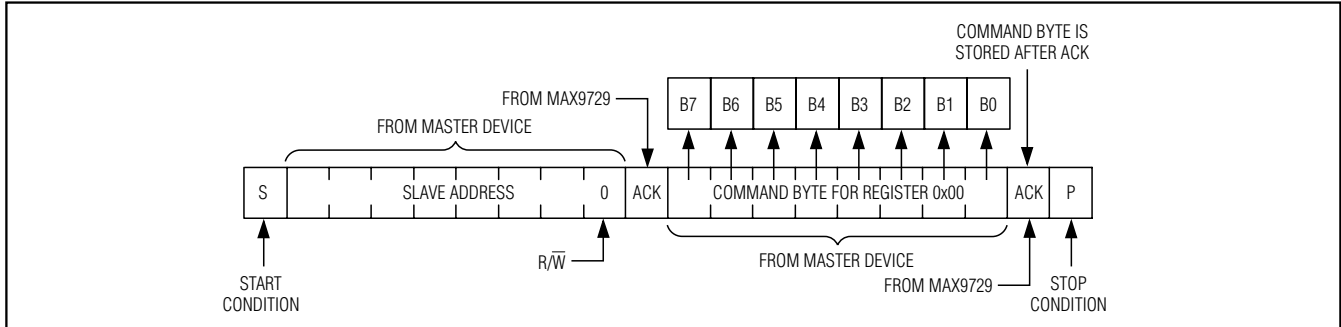 COMMAND BYTE IS
STORED AFTER ACK
FROM MAX9729
B7 B6 B5 B4 B3 B2 B1 B0
FROM MASTER DEVICE
S SLAVE ADDRESS 0 ACK COMMAND BYTE FOR REGISTER 0x00 ACK P
R/W̅
FROM MASTER DEVICE
START
CONDITION
FROM MAX9729
STOP
CONDITION